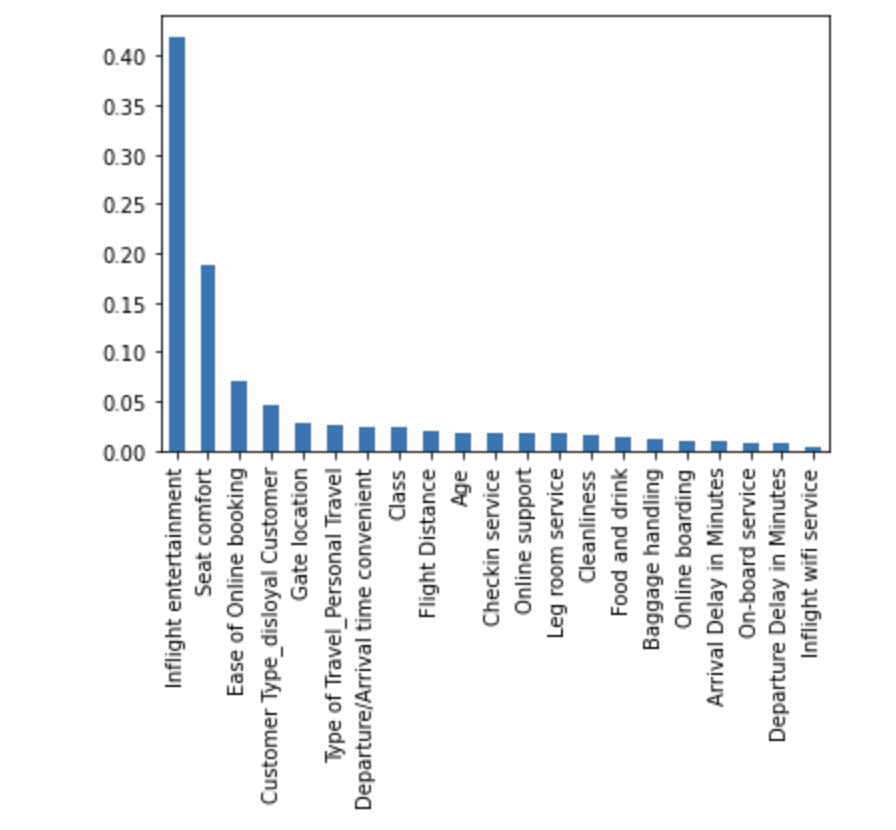 0.40
0.35
0.30
0.25
0.20
0.15
0.10
0.05
0.00
Inflight entertainment
Seat comfort
Ease of Online booking
Customer Type_disloyal Customer
Gate location
Type of Travel_Personal Travel
Departure/Arrival time convenient
Class
Flight Distance
Age
Checkin service
Online support
Leg room service
Cleanliness
Food and drink
Baggage handling
Online boarding
Arrival Delay in Minutes
On-board service
Departure Delay in Minutes
Inflight wifi service